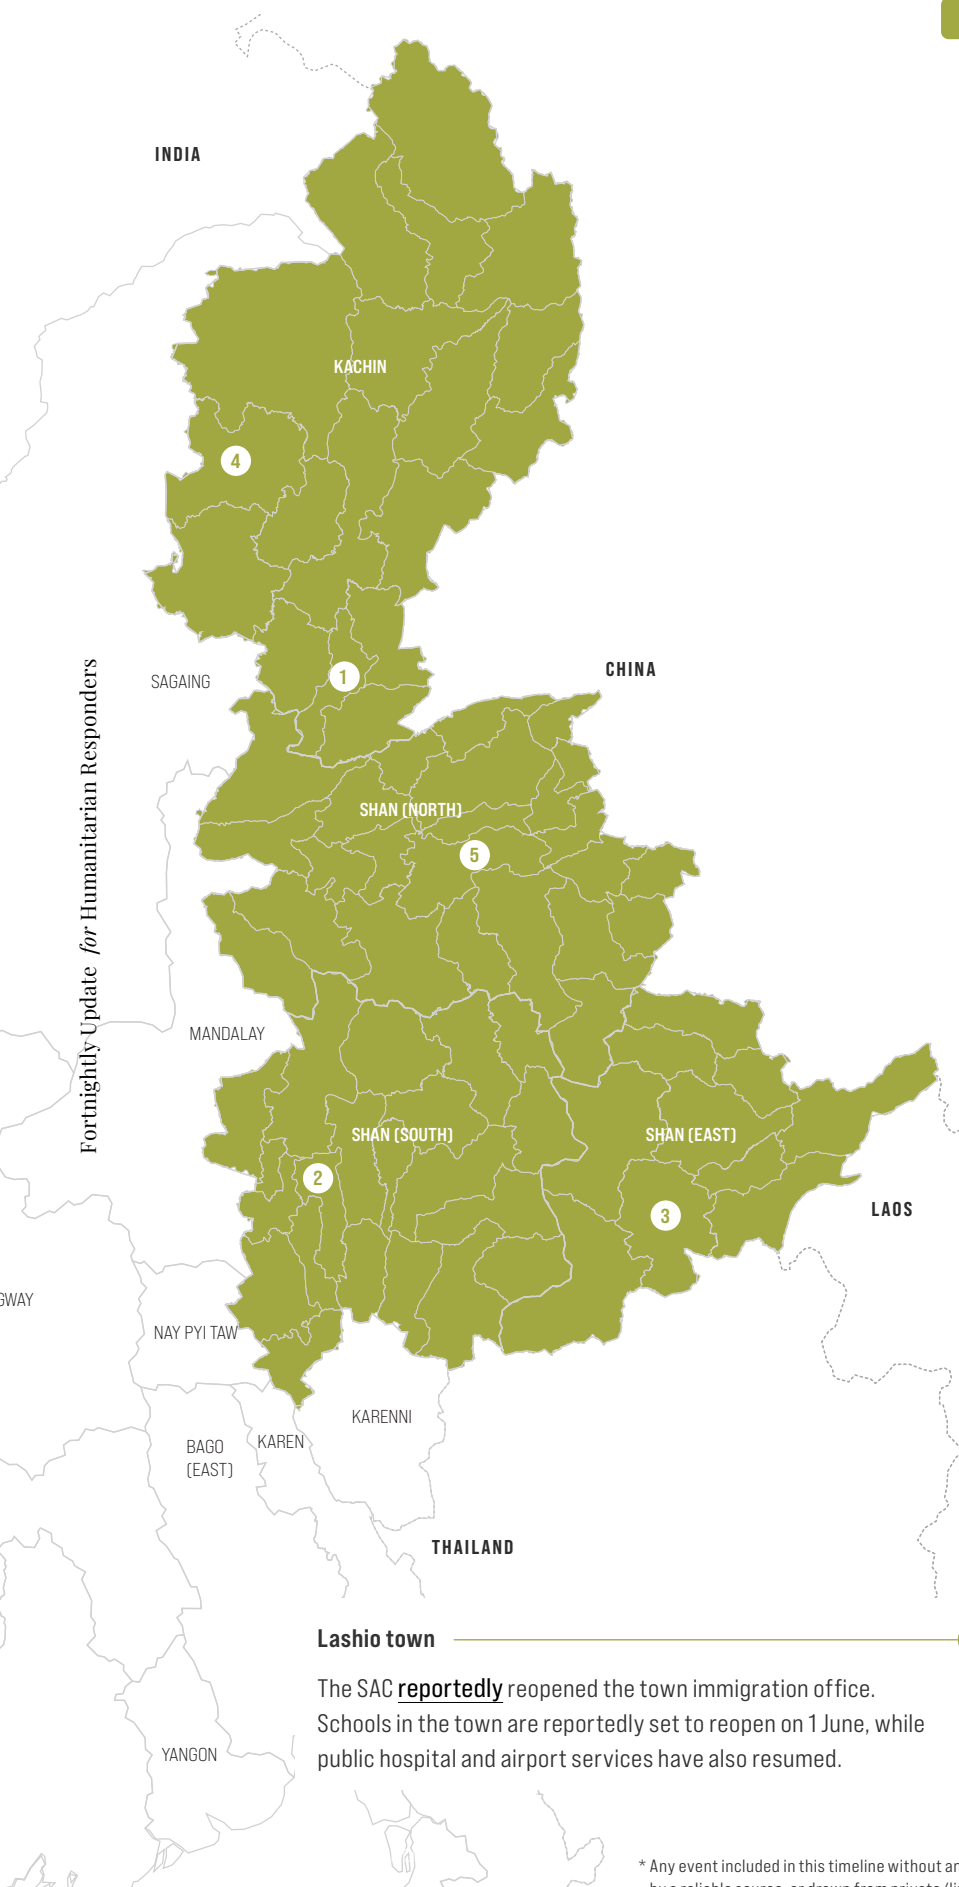 INDIA
KACHIN
4
1
SAGAING
CHINA
Fortnightly Update for Humanitarian Responders
SHAN (NORTH)
5
MANDALAY
SHAN (SOUTH)
SHAN (EAST)
2
3
LAOS
GWAY
NAY PYI TAW
KARENNI
KAREN
BAGO
(EAST)
THAILAND
Lashio town
The SAC reportedly reopened the town immigration office.
Schools in the town are reportedly set to reopen on 1 June, while
public hospital and airport services have also resumed.
YANGON
* Any event included in this timeline without an